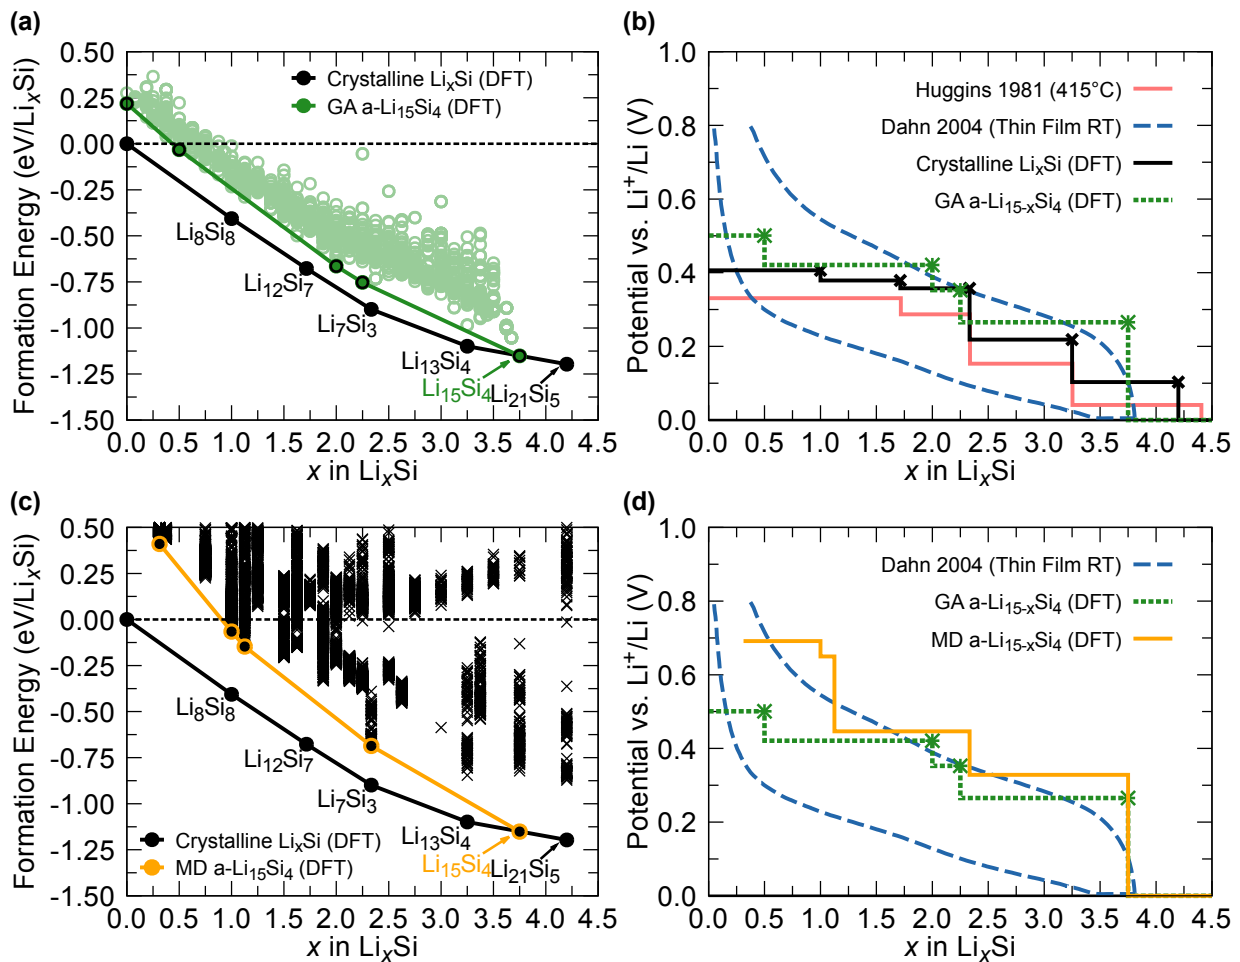 (a)
Formation Energy (eV/LiₓSi)
0.50
0.25
0.00
-0.25
-0.50
-0.75
-1.00
-1.25
-1.50
Crystalline LiₓSi (DFT)
GA a-Li₁₅Si₄ (DFT)
Li₈Si₈
Li₁₂Si₇
Li₇Si₃
Li₁₃Si₄
Li₁₅Si₄
Li₂₁Si₅
0.0 0.5 1.0 1.5 2.0 2.5 3.0 3.5 4.0 4.5
x in LiₓSi
(b)
Potential vs. Li⁺/Li (V)
1.0
0.8
0.6
0.4
0.2
0.0
Huggins 1981 (415°C)
Dahn 2004 (Thin Film RT)
Crystalline LiₓSi (DFT)
GA a-Li₁₅₋ₓSi₄ (DFT)
0.0 0.5 1.0 1.5 2.0 2.5 3.0 3.5 4.0 4.5
x in LiₓSi
(c)
Formation Energy (eV/LiₓSi)
0.50
0.25
0.00
-0.25
-0.50
-0.75
-1.00
-1.25
-1.50
Li₈Si₈
Li₁₂Si₇
Li₇Si₃
Li₁₃Si₄
Li₁₅Si₄
Li₂₁Si₅
Crystalline LiₓSi (DFT)
MD a-Li₁₅Si₄ (DFT)
0.0 0.5 1.0 1.5 2.0 2.5 3.0 3.5 4.0 4.5
x in LiₓSi
(d)
Potential vs. Li⁺/Li (V)
1.0
0.8
0.6
0.4
0.2
0.0
Dahn 2004 (Thin Film RT)
GA a-Li₁₅₋ₓSi₄ (DFT)
MD a-Li₁₅₋ₓSi₄ (DFT)
0.0 0.5 1.0 1.5 2.0 2.5 3.0 3.5 4.0 4.5
x in LiₓSi